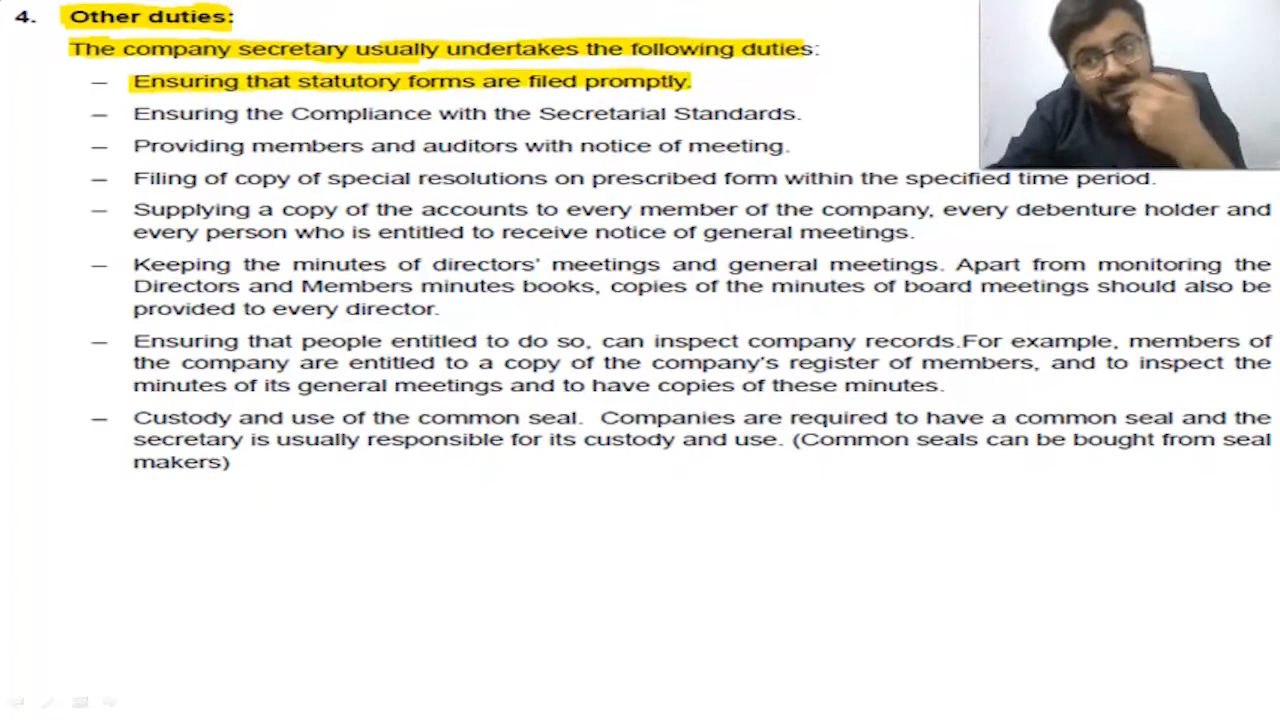 4. Other duties:
The company secretary usually undertakes the following duties:
– Ensuring that statutory forms are filed promptly.
– Ensuring the Compliance with the Secretarial Standards.
– Providing members and auditors with notice of meeting.
– Filing of copy of special resolutions on prescribed form within the specified time period.
– Supplying a copy of the accounts to every member of the company, every debenture holder and
every person who is entitled to receive notice of general meetings.
– Keeping the minutes of directors' meetings and general meetings. Apart from monitoring the
Directors and Members minutes books, copies of the minutes of board meetings should also be
provided to every director.
– Ensuring that people entitled to do so, can inspect company records.For example, members of
the company are entitled to a copy of the company's register of members, and to inspect the
minutes of its general meetings and to have copies of these minutes.
– Custody and use of the common seal. Companies are required to have a common seal and the
secretary is usually responsible for its custody and use. (Common seals can be bought from seal
makers)